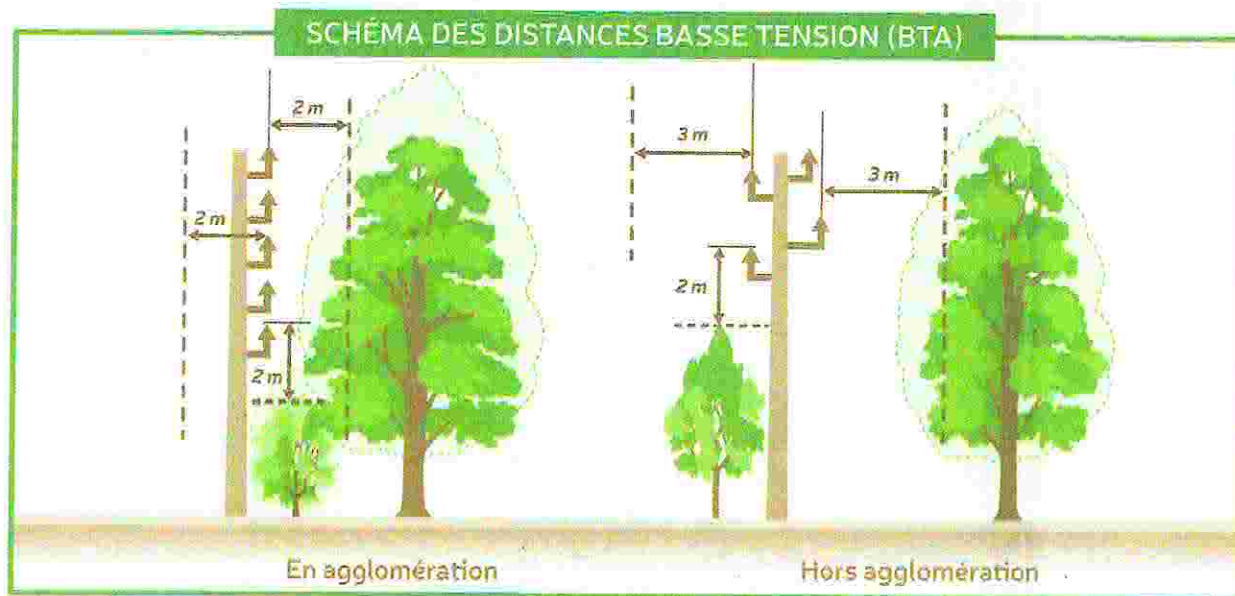 SCHÉMA DES DISTANCES BASSE TENSION (BTA)
2 m
2 m
2 m
3 m
3 m
2 m
En agglomération
Hors agglomération